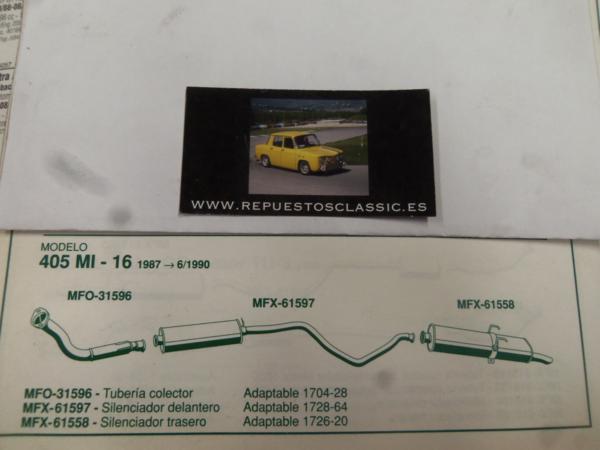 WWW.REPUESTOSCLASSIC.ES
MODELO
405 MI - 16 1987 → 6/1990
MFO-31596
MFX-61597
MFX-61558
MFO-31596 - Tubería colector Adaptable 1704-28
MFX-61597 - Silenciador delantero Adaptable 1728-64
MFX-61558 - Silenciador trasero Adaptable 1726-20